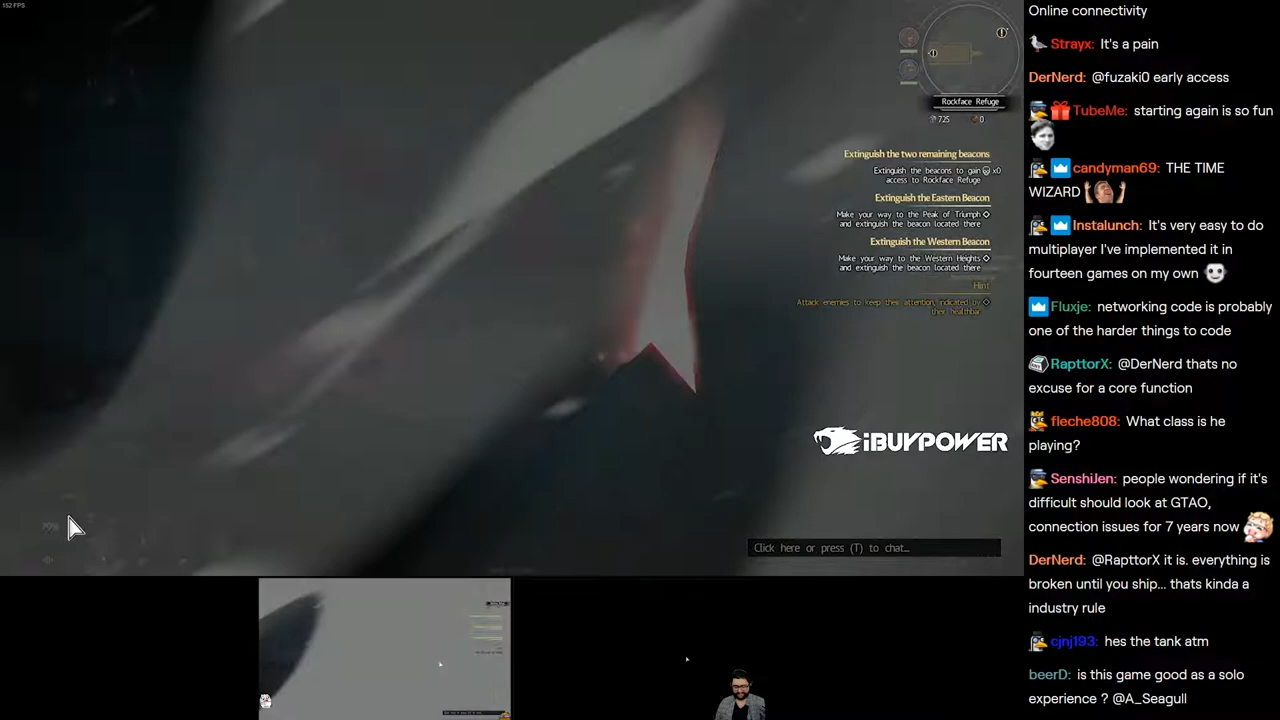 152 FPS
Rockface Refuge
725
0
Extinguish the two remaining beacons
Extinguish the beacons to gain x0
access to Rockface Refuge
Extinguish the Eastern Beacon
Make your way to the Peak of Triumph
and extinguish the beacon located there
Extinguish the Western Beacon
Make your way to the Western Heights
and extinguish the beacon located there
Hint
Attack enemies to keep their attention, indicated by
their healthbar
iBUYPOWER
Click here or press (T) to chat...
Online connectivity
Strayx: It's a pain
DerNerd: @fuzaki0 early access
TubeMe: starting again is so fun
candyman69: THE TIME
WIZARD
Instalunch: It's very easy to do
multiplayer I've implemented it in
fourteen games on my own
Fluxje: networking code is probably
one of the harder things to code
RapttorX: @DerNerd thats no
excuse for a core function
fleche808: What class is he
playing?
SenshiJen: people wondering if it's
difficult should look at GTAO,
connection issues for 7 years now
DerNerd: @RapttorX it is. everything is
broken until you ship... thats kinda a
industry rule
cjnj193: hes the tank atm
beerD: is this game good as a solo
experience ? @A_Seagull